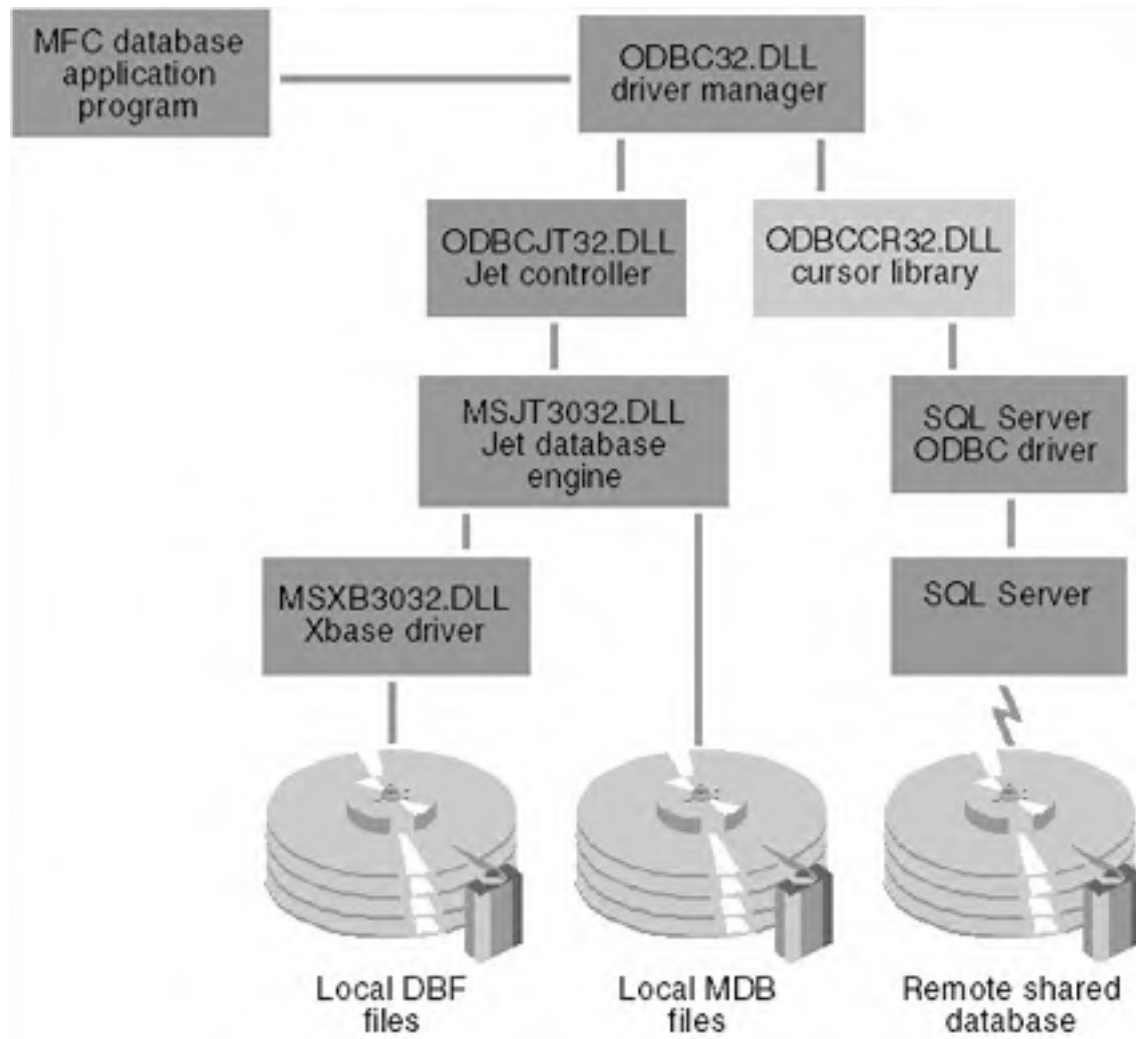 MFC database
application
program
ODBC32.DLL
driver manager
ODBCJT32.DLL
Jet controller
ODBCCR32.DLL
cursor library
MSJT3032.DLL
Jet database
engine
SQL Server
ODBC driver
MSXB3032.DLL
Xbase driver
SQL Server
Local DBF
files
Local MDB
files
Remote shared
database